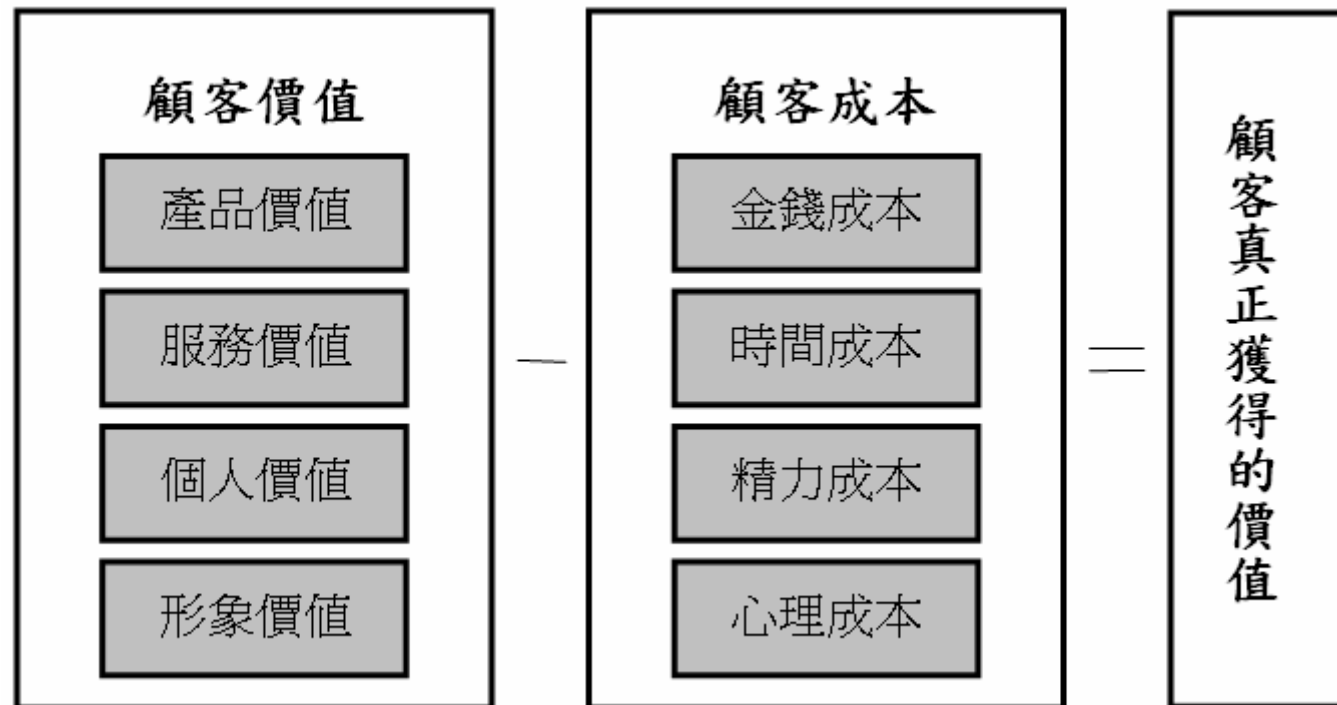 顧客價值
產品價值
服務價值
個人價值
形象價值
—
顧客成本
金錢成本
時間成本
精力成本
心理成本
=
顧客真正獲得的價值